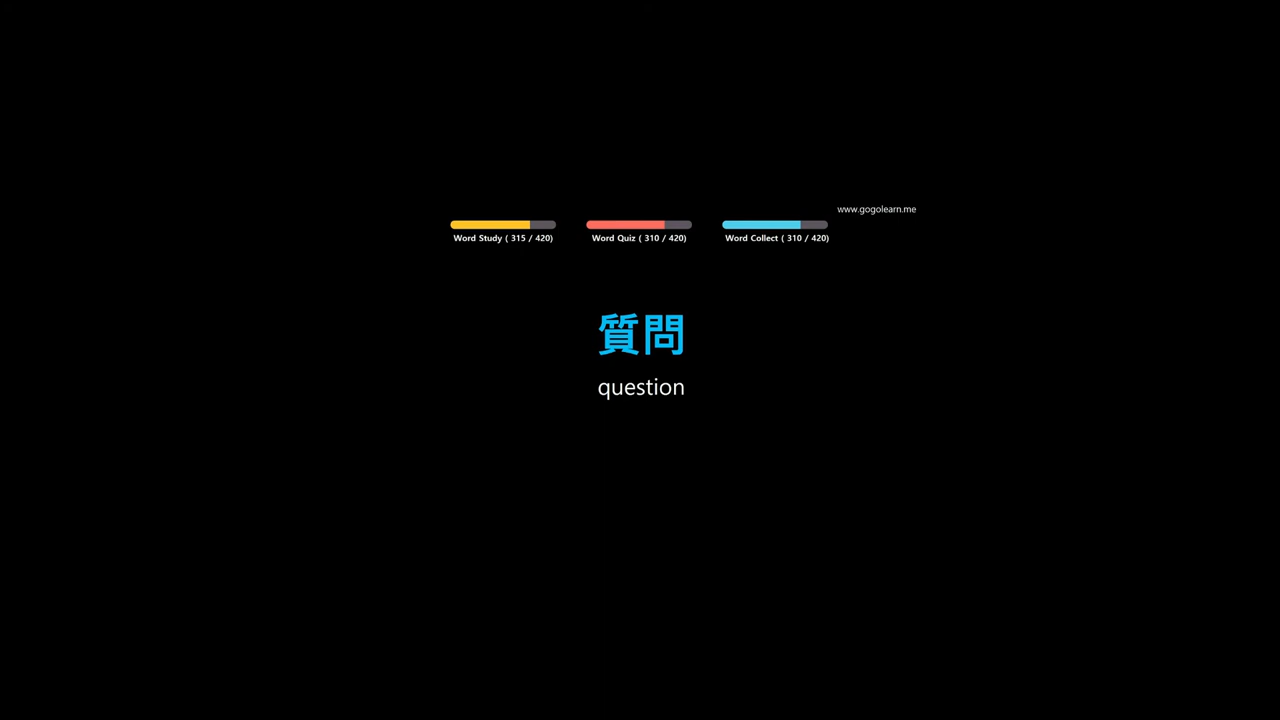 www.gogolearn.me
Word Study ( 315 / 420)
Word Quiz ( 310 / 420)
Word Collect ( 310 / 420)
質問
question